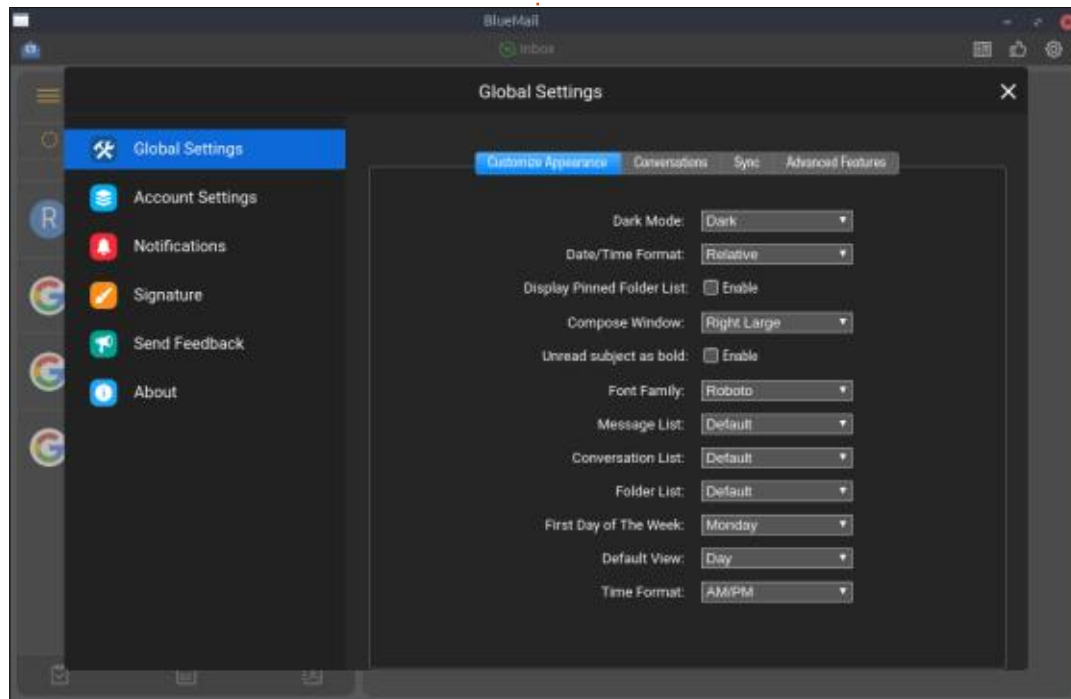 BlueMail
Inbox
Global Settings
Global Settings
Account Settings
Notifications
Signature
Send Feedback
About
Customize Appearance Conversations Sync Advanced Features
Dark Mode: Dark
Date/Time Format: Relative
Display Pinned Folder List: Enable
Compose Window: Right Large
Unread subject as bold: Enable
Font Family: Roboto
Message List: Default
Conversation List: Default
Folder List: Default
First Day of The Week: Monday
Default View: Day
Time Format: AM/PM
R